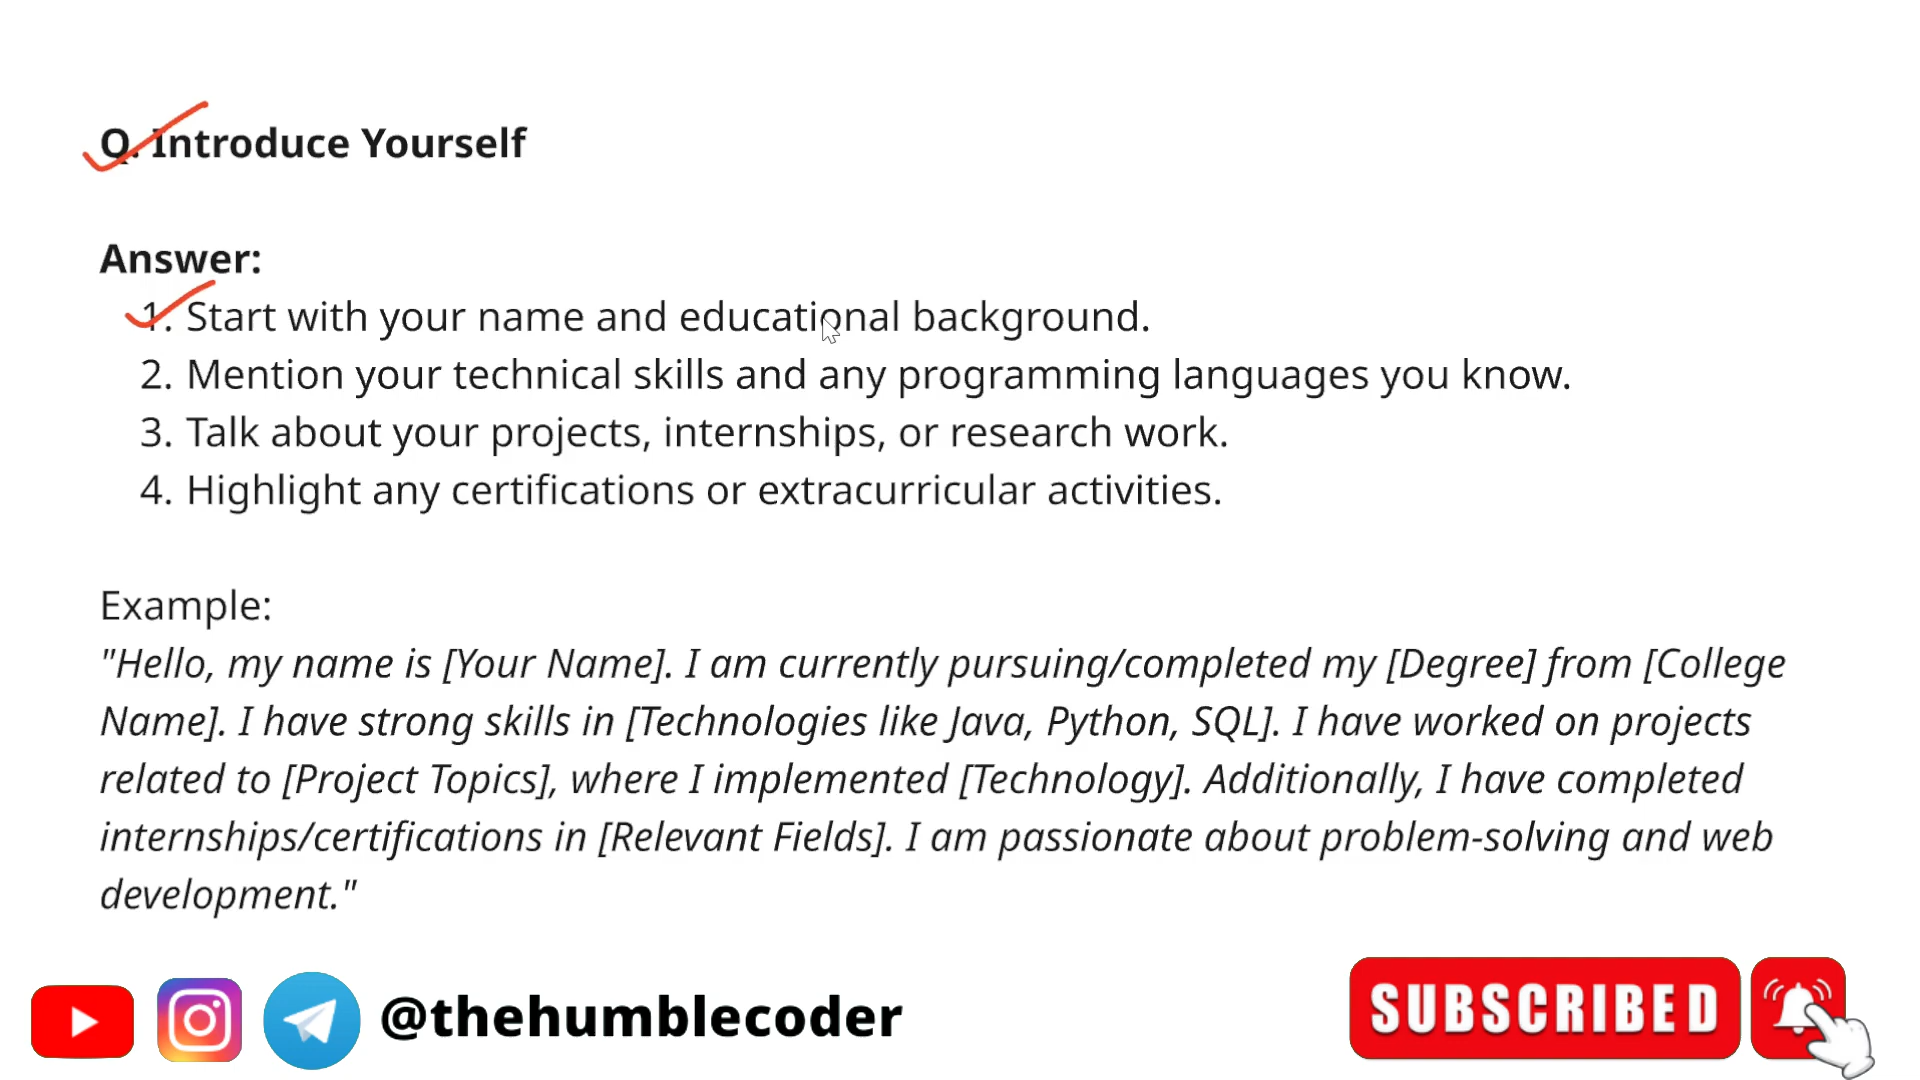 Q. Introduce Yourself
Answer:
1. Start with your name and educational background.
2. Mention your technical skills and any programming languages you know.
3. Talk about your projects, internships, or research work.
4. Highlight any certifications or extracurricular activities.
Example:
"Hello, my name is [Your Name]. I am currently pursuing/completed my [Degree] from [College
Name]. I have strong skills in [Technologies like Java, Python, SQL]. I have worked on projects
related to [Project Topics], where I implemented [Technology]. Additionally, I have completed
internships/certifications in [Relevant Fields]. I am passionate about problem-solving and web
development."
@thehumblecoder
SUBSCRIBED